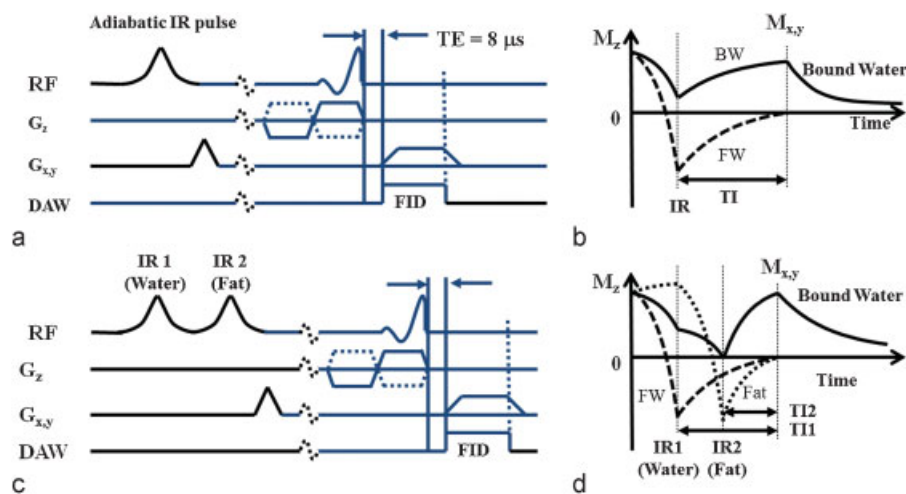 Adiabatic IR pulse
TE = 8 μs
RF
Gz
Gx,y
DAW
FID
a
Mx,y
Mz
BW
Bound Water
0
Time
FW
TI
IR
b
IR 1
(Water)
IR 2
(Fat)
RF
Gz
Gx,y
DAW
FID
c
Mx,y
Mz
Bound Water
0
Time
FW
Fat
TI2
TI1
IR1
(Water)
IR2
(Fat)
d